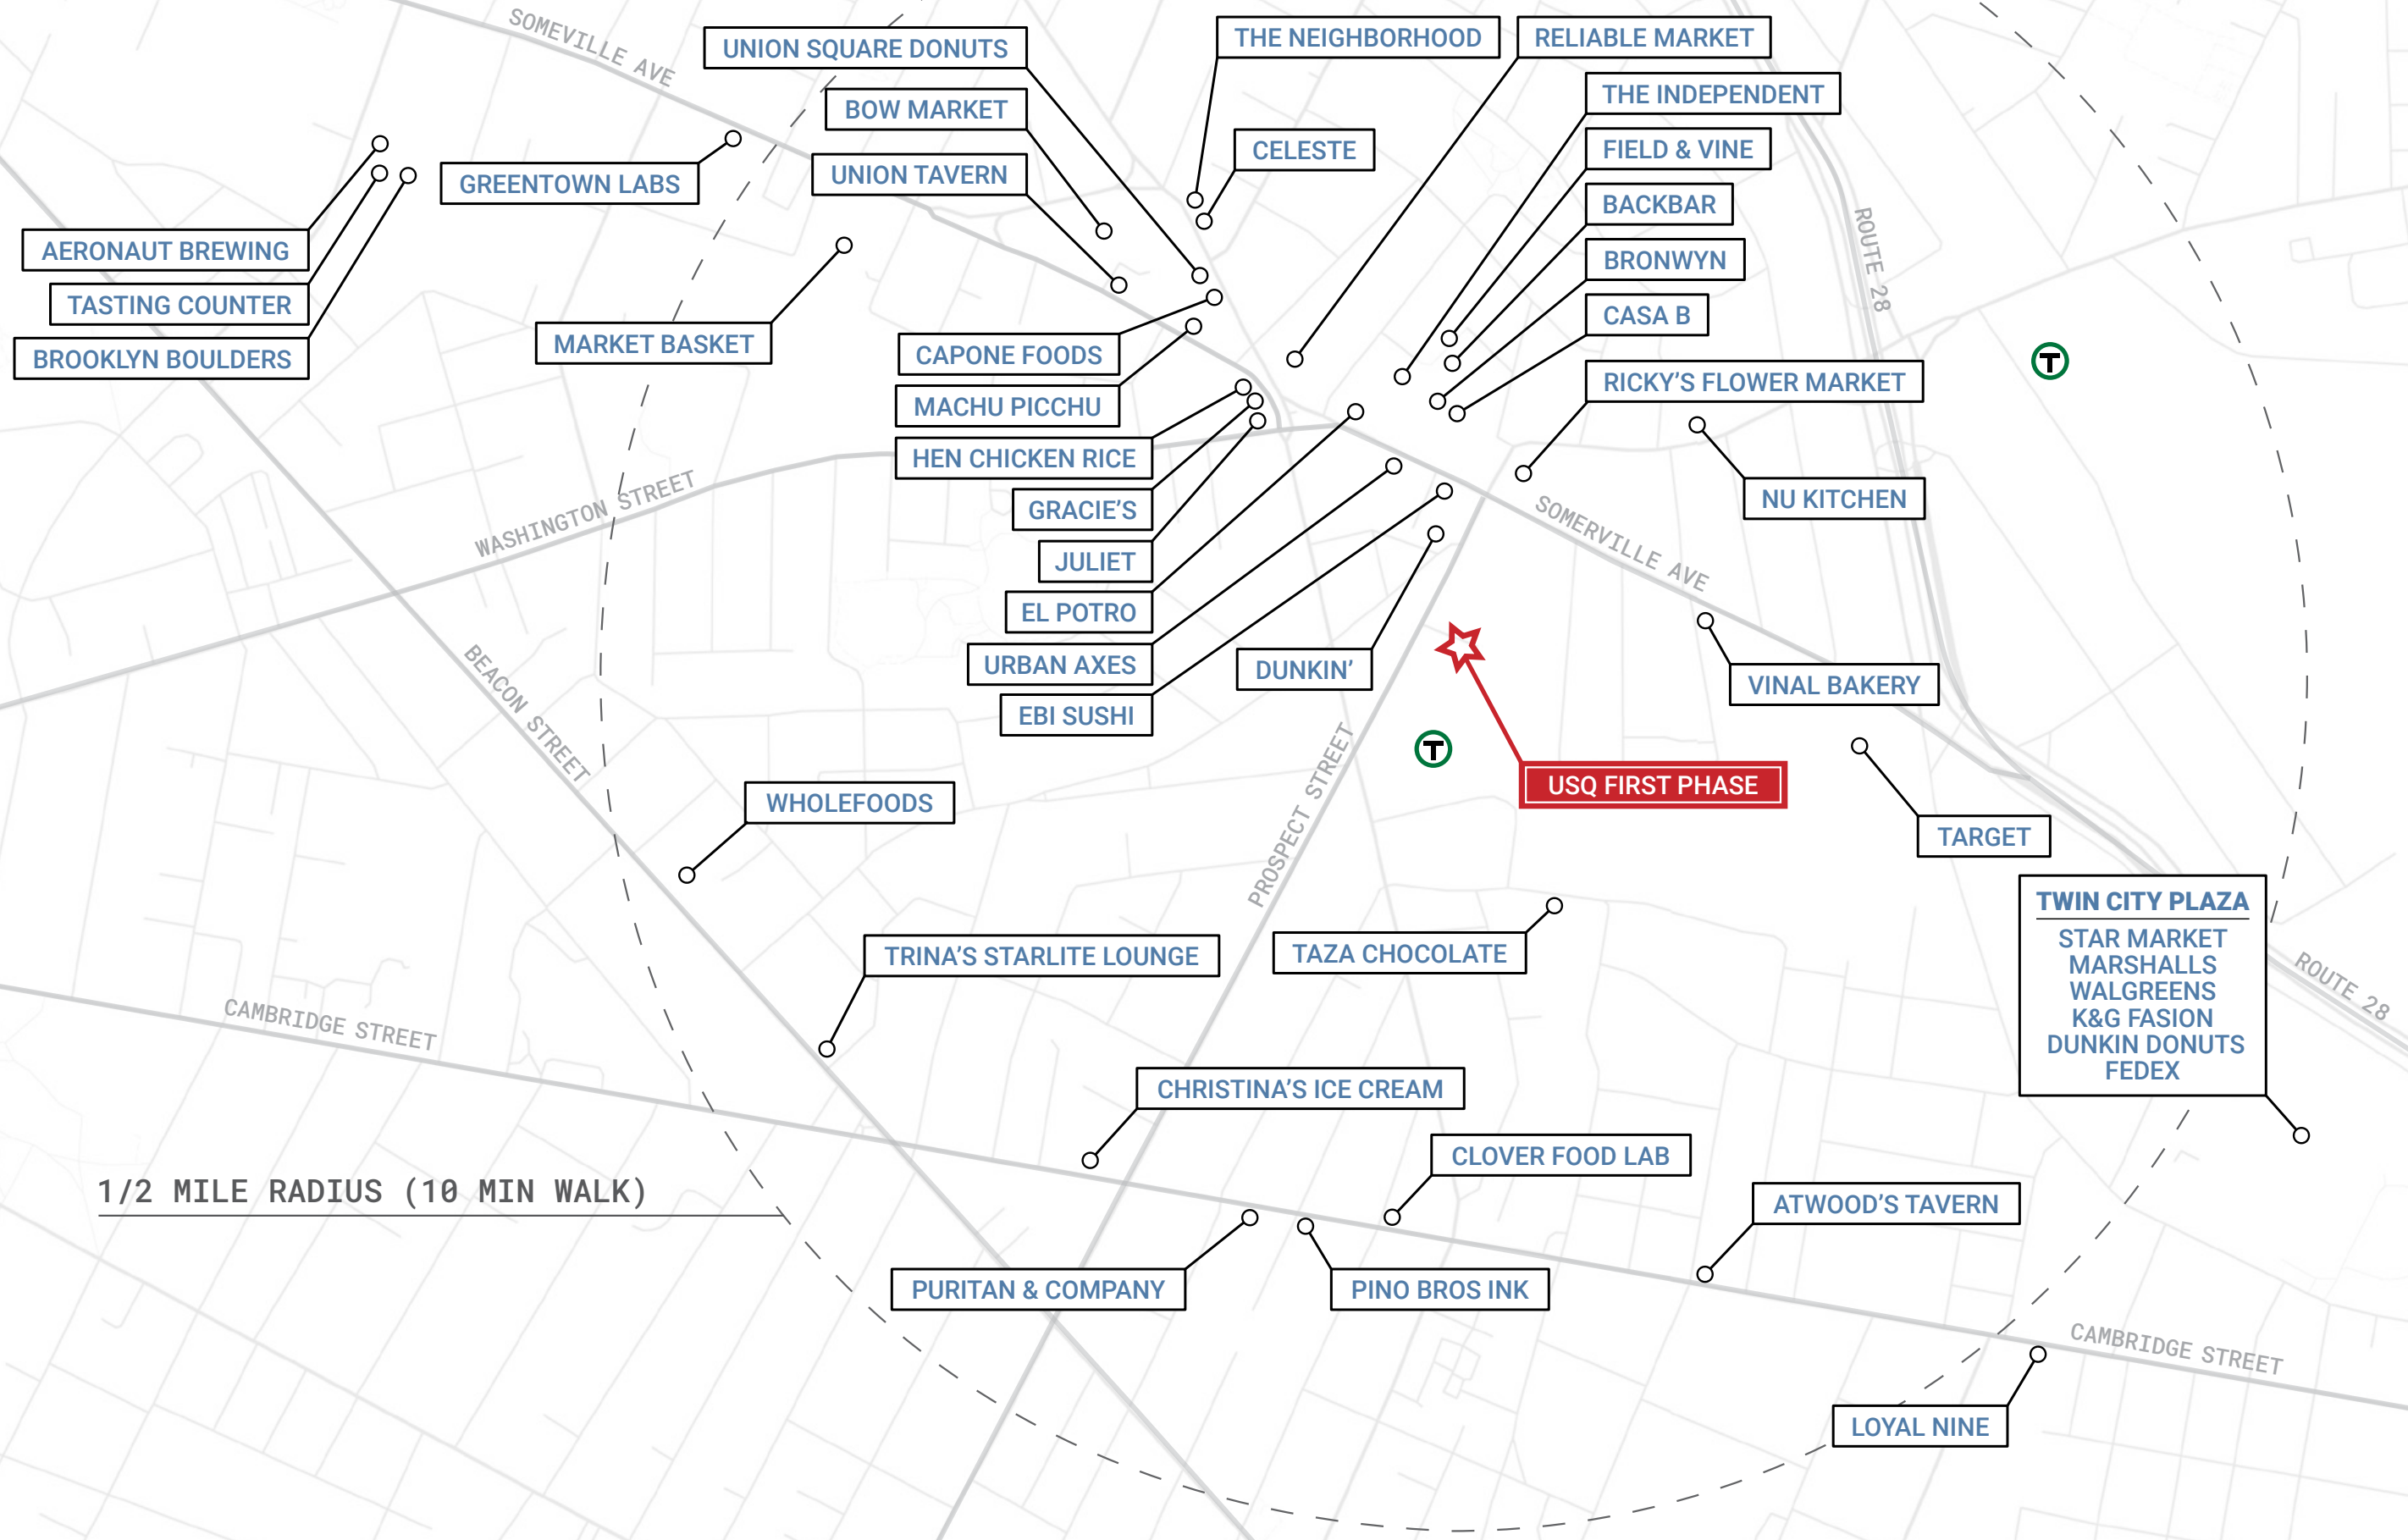 SOMEVILLE AVE
UNION SQUARE DONUTS
THE NEIGHBORHOOD
RELIABLE MARKET
BOW MARKET
THE INDEPENDENT
UNION TAVERN
CELESTE
FIELD & VINE
GREENTOWN LABS
BACKBAR
AERONAUT BREWING
BRONWYN
ROUTE 28
TASTING COUNTER
CASA B
BROOKLYN BOULDERS
MARKET BASKET
CAPONE FOODS
RICKY’S FLOWER MARKET
T
MACHU PICCHU
HEN CHICKEN RICE
WASHINGTON STREET
GRACIE’S
NU KITCHEN
SOMERVILLE AVE
JULIET
EL POTRO
URBAN AXES
DUNKIN’
EBI SUSHI
VINAL BAKERY
BEACON STREET
T
USQ FIRST PHASE
PROSPECT STREET
WHOLEFOODS
TARGET
TWIN CITY PLAZA
STAR MARKET
MARSHALLS
WALGREENS
K&G FASION
DUNKIN DONUTS
FEDEX
ROUTE 28
TRINA’S STARLITE LOUNGE
TAZA CHOCOLATE
CAMBRIDGE STREET
CHRISTINA’S ICE CREAM
CLOVER FOOD LAB
1/2 MILE RADIUS (10 MIN WALK)
ATWOOD’S TAVERN
PURITAN & COMPANY
PINO BROS INK
CAMBRIDGE STREET
LOYAL NINE